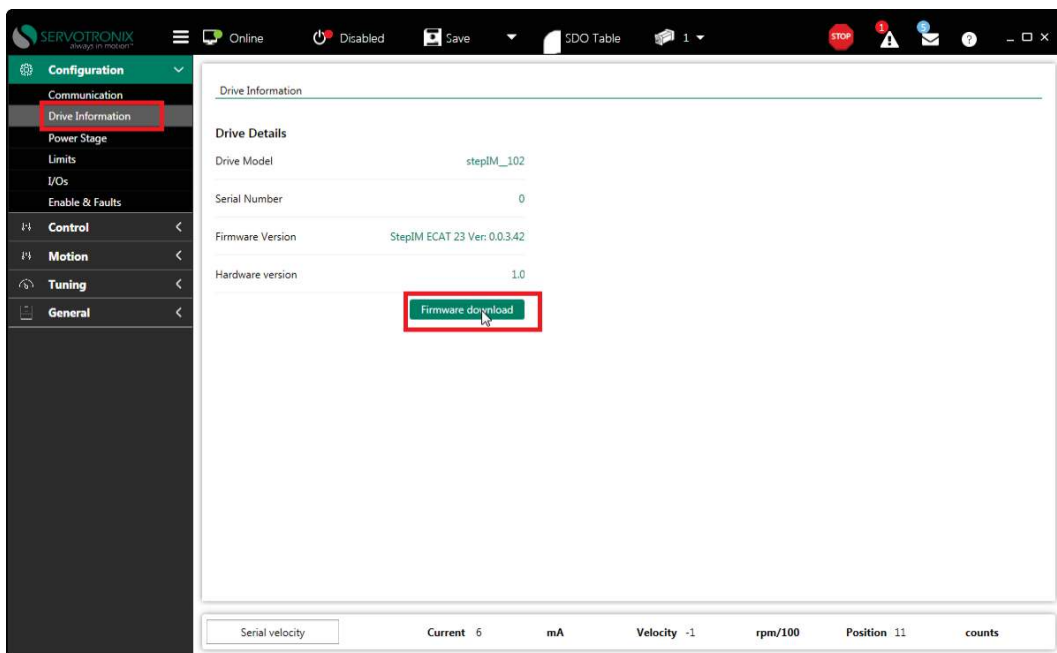 SERVOTRONIX
always in motion™
Online
Disabled
Save
SDO Table
1
STOP
1
5
?
Configuration
Communication
Drive Information
Power Stage
Limits
I/Os
Enable & Faults
Control
Motion
Tuning
General
Drive Information
Drive Details
Drive Model stepIM_102
Serial Number 0
Firmware Version StepIM ECAT 23 Ver: 0.0.3.42
Hardware version 1.0
Firmware download
Serial velocity Current 6 mA Velocity -1 rpm/100 Position 11 counts